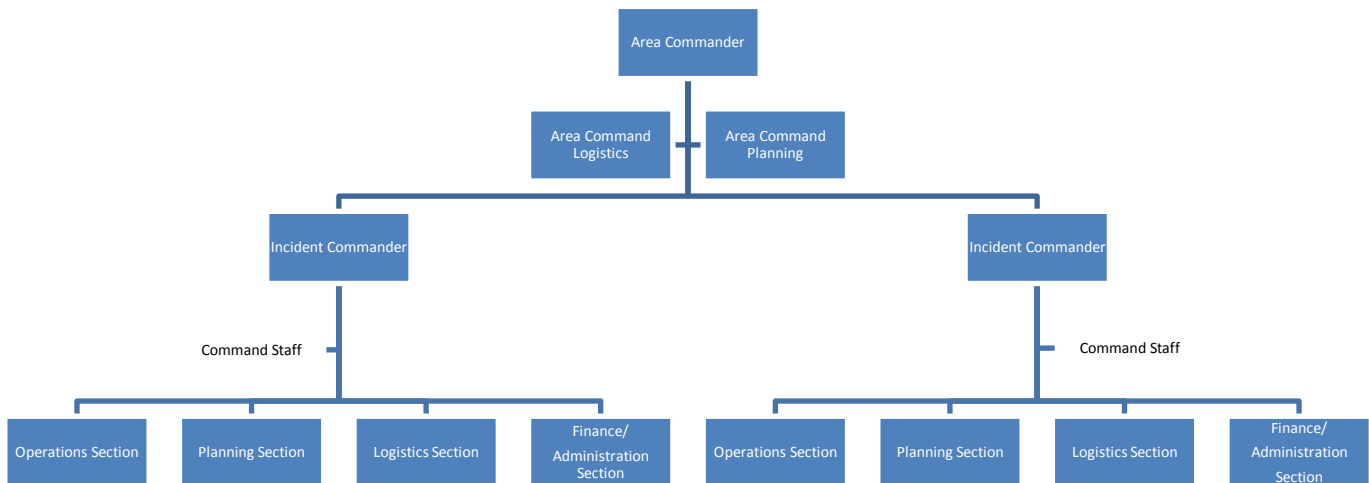 Area Commander
Area Command
Logistics
Area Command
Planning
Incident Commander
Incident Commander
Command Staff
Command Staff
Operations Section
Planning Section
Logistics Section
Finance/
Administration
Section
Operations Section
Planning Section
Logistics Section
Finance/
Administration
Section